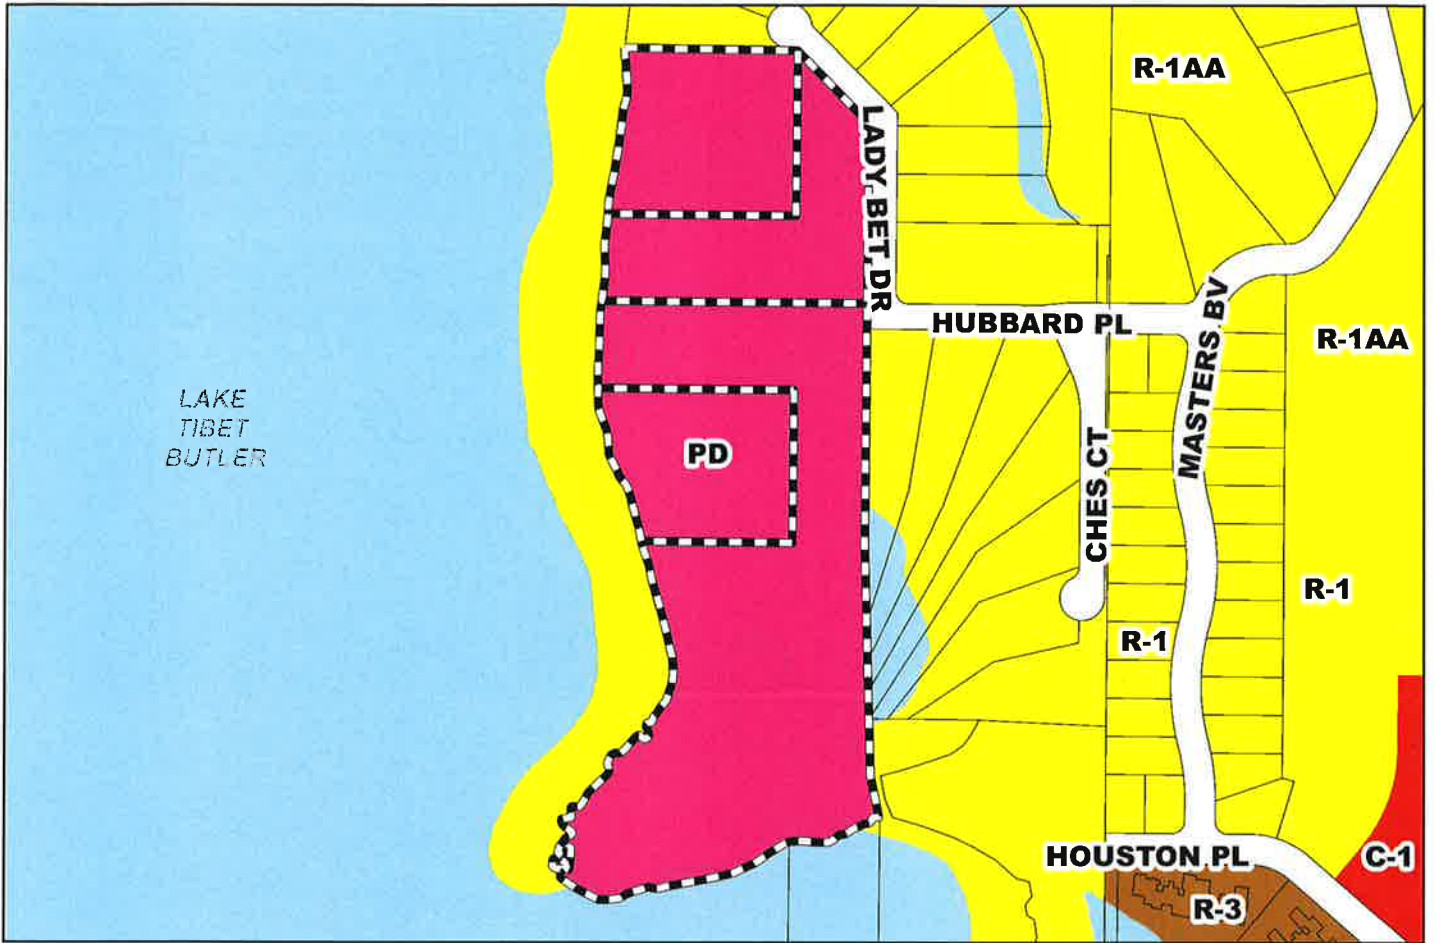 R-1AA
LADY BET DR
HUBBARD PL
MASTERS BV
R-1AA
LAKE
TIBET
BUTLER
PD
CHES CT
R-1
R-1
HOUSTON PL
C-1
R-3